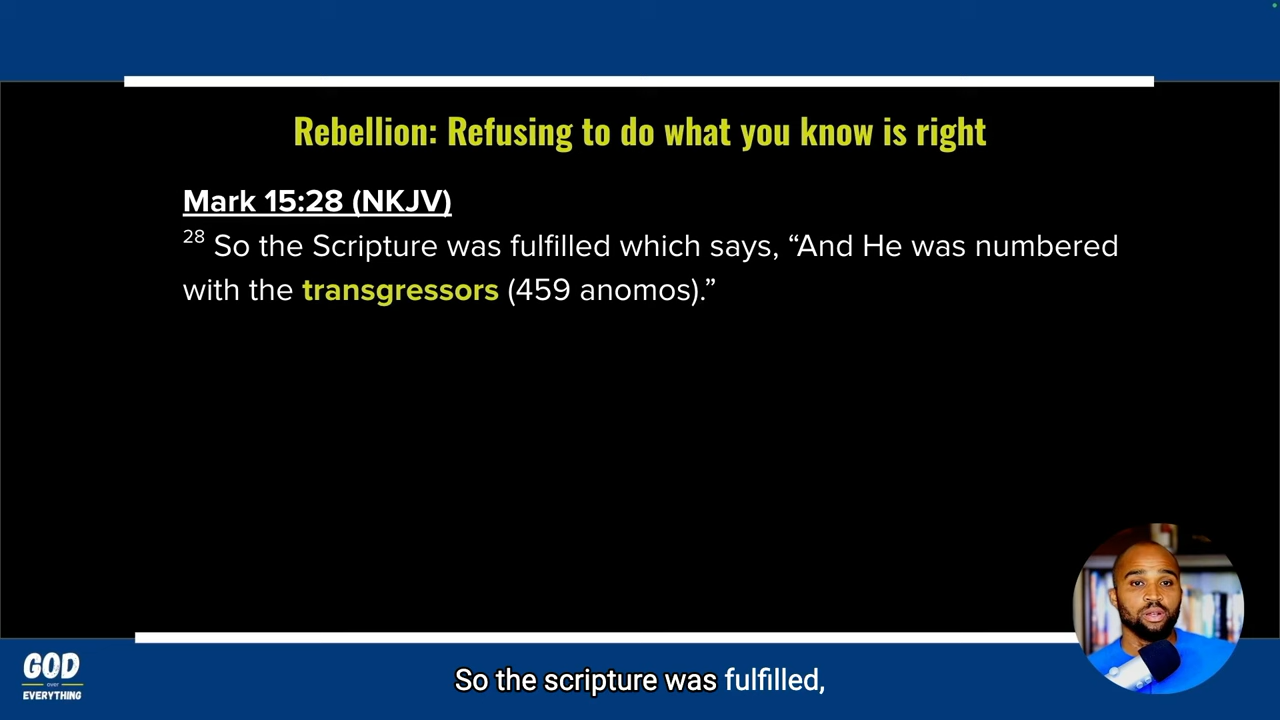 Rebellion: Refusing to do what you know is right
Mark 15:28 (NKJV)
28 So the Scripture was fulfilled which says, “And He was numbered
with the transgressors (459 anomos).”
GOD
over
EVERYTHING
So the scripture was fulfilled,